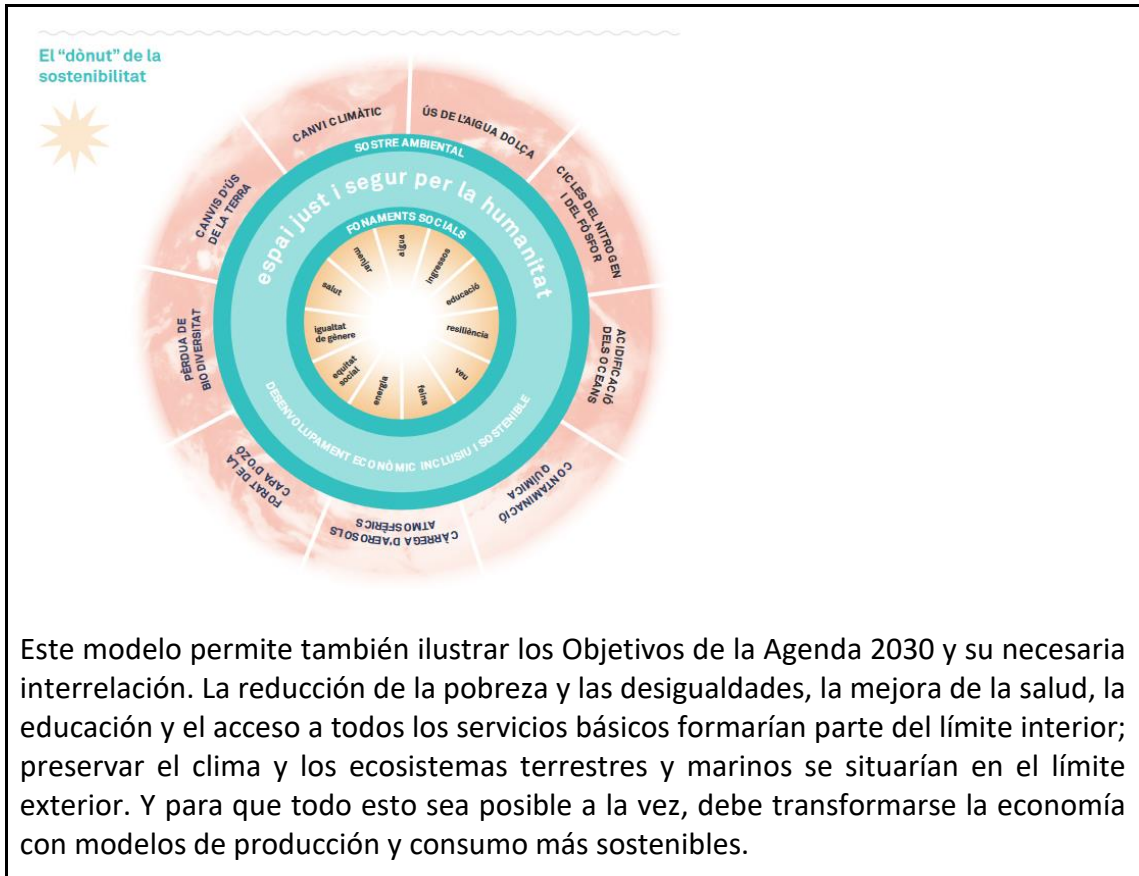 El “dònut” de la
sostenibilitat
CANVI CLIMÀTIC
ÚS DE L'AIGUA DOLÇA
CICLES DEL NITROGEN
I DEL FÒSFOR
ACIDIFICACIÓ
DELS OCEANS
CONTAMINACIÓ
QUÍMICA
CÀRREGA D'AEROSOLS
ATMOSFÈRICS
FORAT DE LA
CAPA D'OZÓ
PÈRDUA DE
BIODIVERSITAT
CANVIS D'ÚS
DE LA TERRA
SOSTRE AMBIENTAL
espai just i segur per la humanitat
FONAMENTS SOCIALS
aigua
ingressos
educació
resiliència
veu
feina
energia
equitat
social
igualtat
de gènere
salut
menjar
DESENVOLUPAMENT ECONÒMIC INCLUSIU I SOSTENIBLE
Este modelo permite también ilustrar los Objetivos de la Agenda 2030 y su necesaria
interrelación. La reducción de la pobreza y las desigualdades, la mejora de la salud, la
educación y el acceso a todos los servicios básicos formarían parte del límite interior;
preservar el clima y los ecosistemas terrestres y marinos se situarían en el límite
exterior. Y para que todo esto sea posible a la vez, debe transformarse la economía
con modelos de producción y consumo más sostenibles.